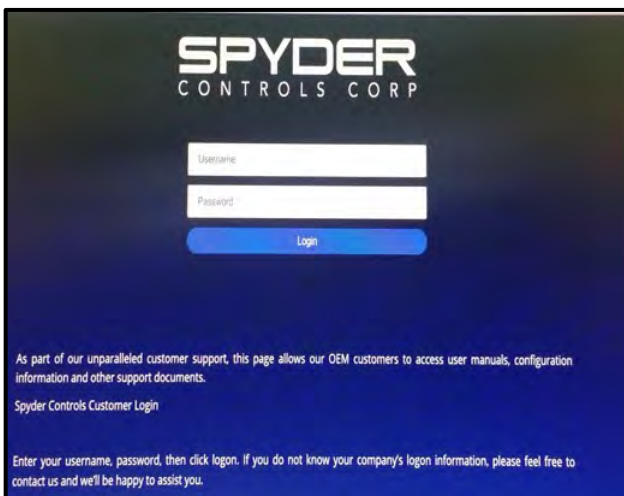 SPYDER
CONTROLS CORP
Username
Password
Login
As part of our unparalleled customer support, this page allows our OEM customers to access user manuals, configuration
information and other support documents.
Spyder Controls Customer Login
Enter your username, password, then click logon. If you do not know your company's logon information, please feel free to
contact us and we'll be happy to assist you.